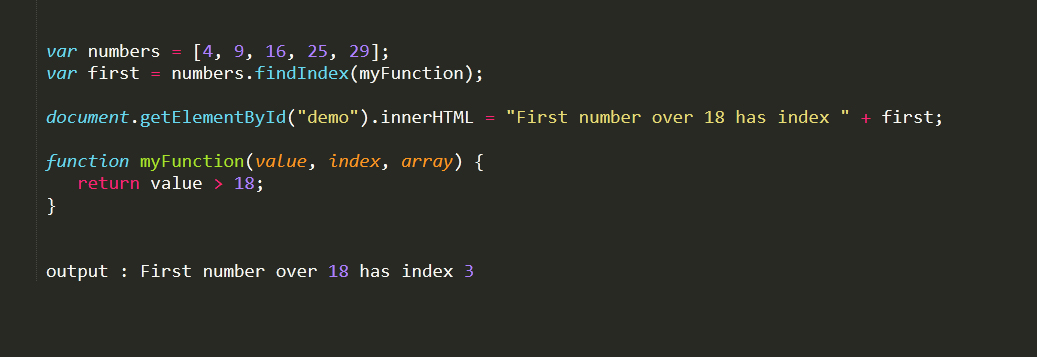 var numbers = [4, 9, 16, 25, 29];
var first = numbers.findIndex(myFunction);
document.getElementById("demo").innerHTML = "First number over 18 has index " + first;
function myFunction(value, index, array) {
   return value > 18;
}
output : First number over 18 has index 3